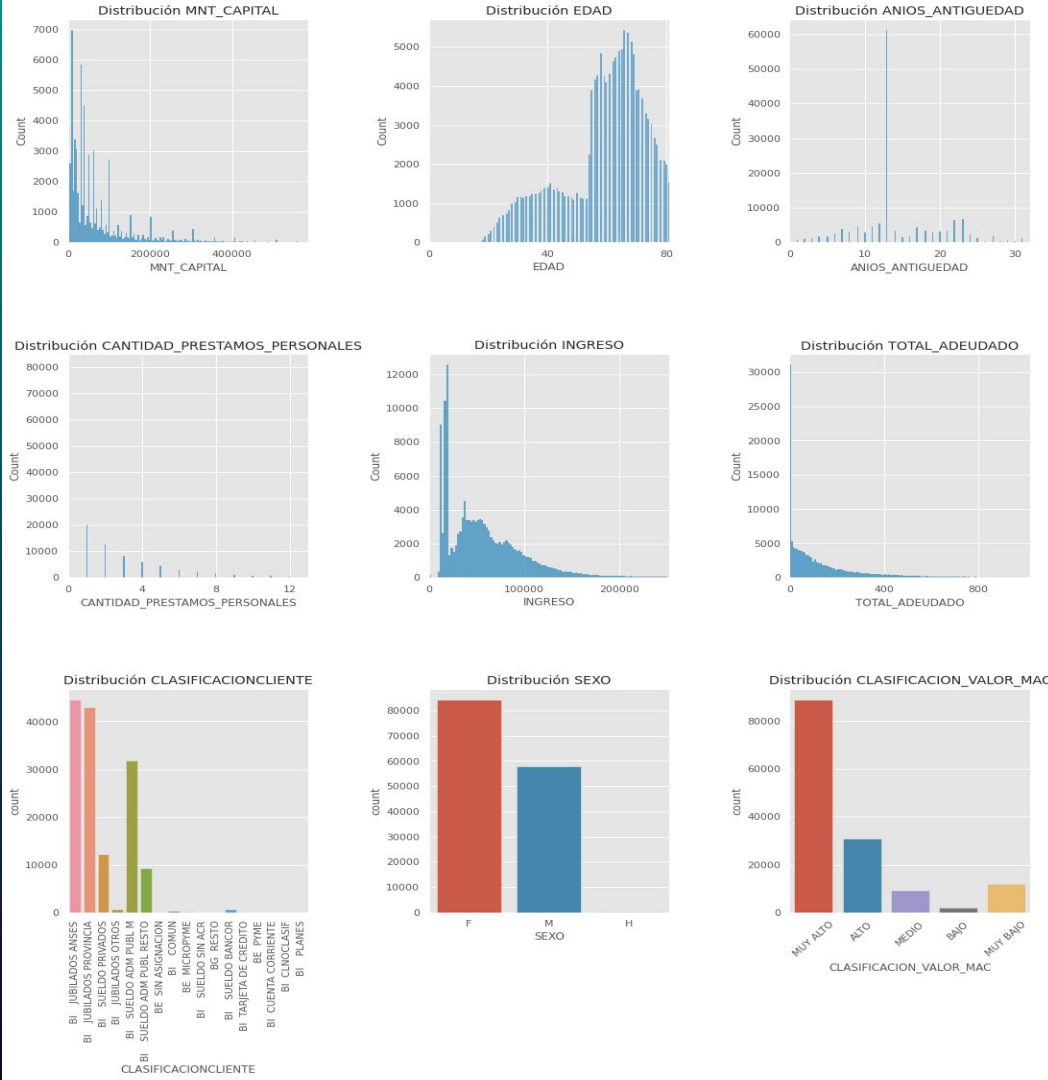 Distribución MNT_CAPITAL
7000
6000
5000
4000
3000
2000
1000
0
Count
0 200000 400000
MNT_CAPITAL
Distribución EDAD
5000
4000
3000
2000
1000
0
Count
0 40 80
EDAD
Distribución ANIOS_ANTIGUEDAD
60000
50000
40000
30000
20000
10000
0
Count
0 10 20 30
ANIOS_ANTIGUEDAD
Distribución CANTIDAD_PRESTAMOS_PERSONALES
80000
70000
60000
50000
40000
30000
20000
10000
0
Count
0 4 8 12
CANTIDAD_PRESTAMOS_PERSONALES
Distribución INGRESO
12000
10000
8000
6000
4000
2000
0
Count
0 100000 200000
INGRESO
Distribución TOTAL_ADEUDADO
30000
25000
20000
15000
10000
5000
0
Count
0 400 800
TOTAL_ADEUDADO
Distribución CLASIFICACIONCLIENTE
40000
30000
20000
10000
0
count
BI JUBILADOS ANSES
BI JUBILADOS PROVINCIA
BI SUELDO PRIVADOS
BI JUBILADOS OTROS
BI SUELDO ADM PUBL M
BI SUELDO ADM PUBL RESTO
BE SIN ASIGNACION
BI COMUN
BE MICROPYME
BI SUELDO SIN ACR
BG RESTO
BI SUELDO BANCOR
BI TARJETA DE CREDITO
BE PYME
BI CUENTA CORRIENTE
BI CLNOCLASIF
BI PLANES
CLASIFICACIONCLIENTE
Distribución SEXO
80000
70000
60000
50000
40000
30000
20000
10000
0
count
F M H
SEXO
Distribución CLASIFICACION_VALOR_MAC
80000
60000
40000
20000
0
count
MUY ALTO
ALTO
MEDIO
BAJO
MUY BAJO
CLASIFICACION_VALOR_MAC